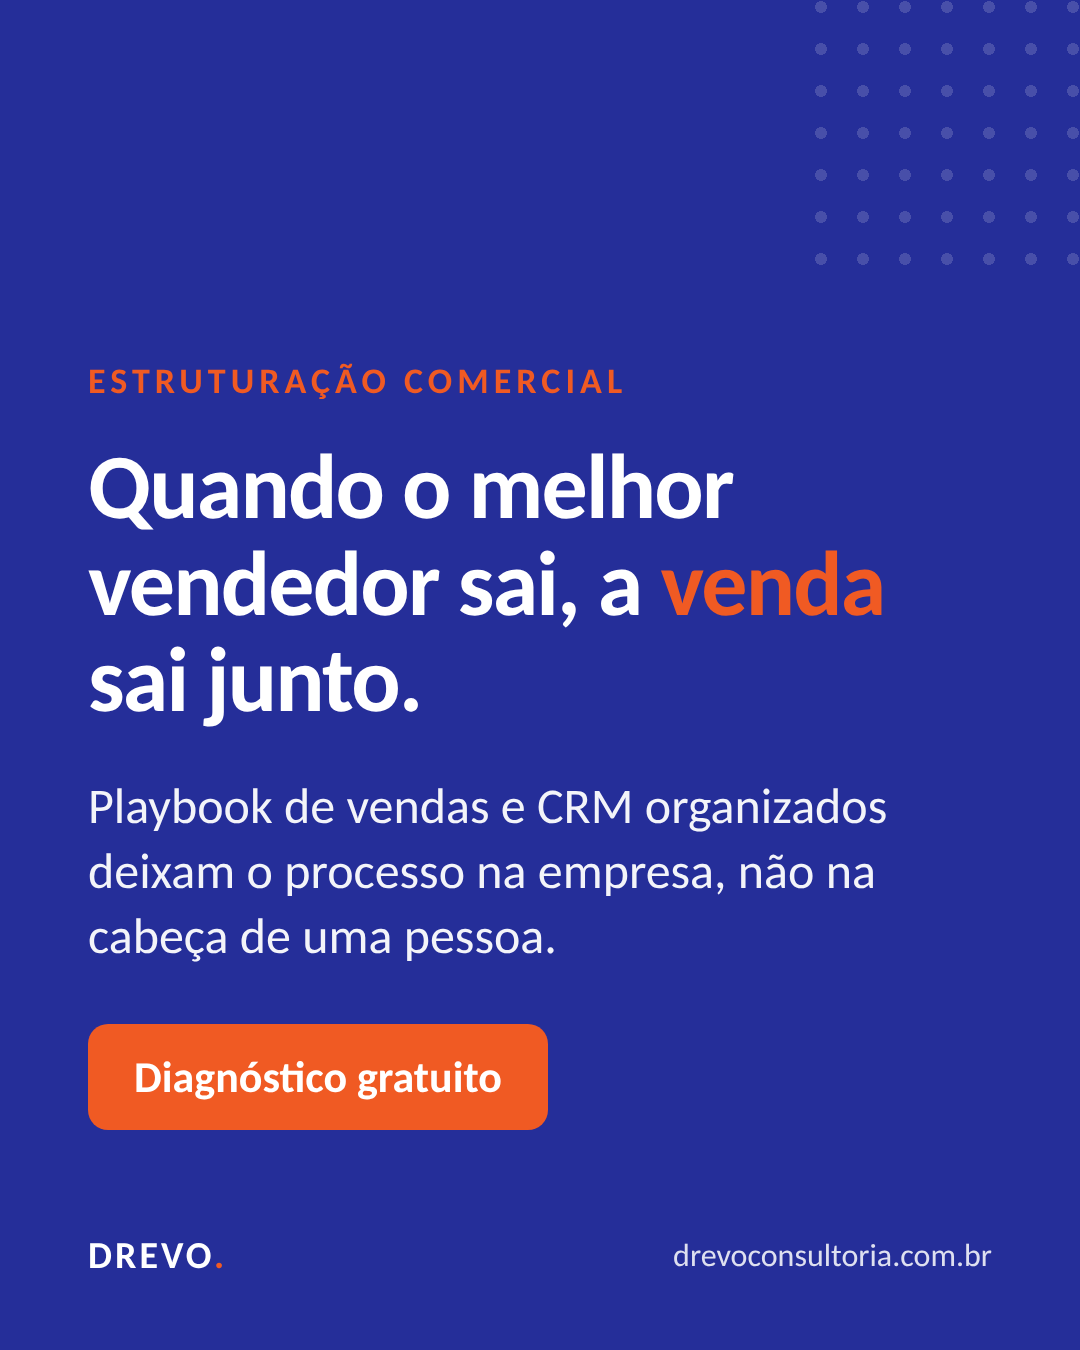 ESTRUTURAÇÃO COMERCIAL
Quando o melhor
vendedor sai, a venda
sai junto.
Playbook de vendas e CRM organizados
deixam o processo na empresa, não na
cabeça de uma pessoa.
Diagnóstico gratuito
DREVO.
drevoconsultoria.com.br